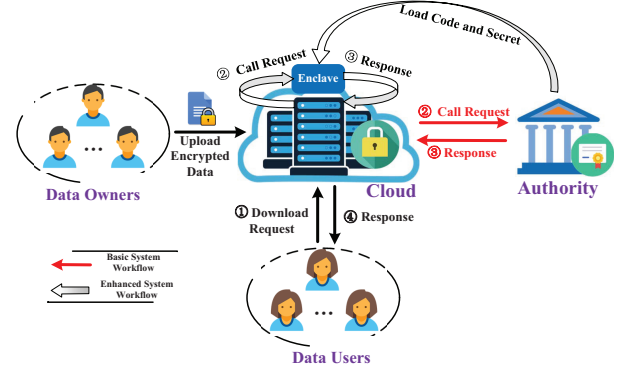 Load Code and Secret
② Call Request
③ Response
Enclave
② Call Request
③ Response
Upload
Encrypted
Data
Data Owners
Cloud
Authority
① Download
Request
④ Response
Basic System
Workflow
Enhanced System
Workflow
Data Users